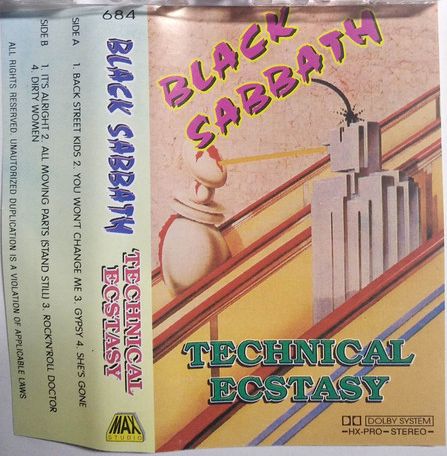 684
SIDE A
1. BACK STREET KIDS 2. YOU WON'T CHANGE ME 3. GYPSY 4. SHE'S GONE
SIDE B
1. IT'S ALRIGHT 2. ALL MOVING PARTS (STAND STILL) 3. ROCK'N'ROLL DOCTOR
4. DIRTY WOMEN
ALL RIGHTS RESERVED. UNAUTHORIZED DUPLICATION IS A VIOLATION OF APPLICABLE LAWS
BLACK SABBATH
TECHNICAL
ECSTASY
MAX
STUDIO
BLACK
SABBATH
TECHNICAL
ECSTASY
DOLBY SYSTEM
–HX-PRO–STEREO–